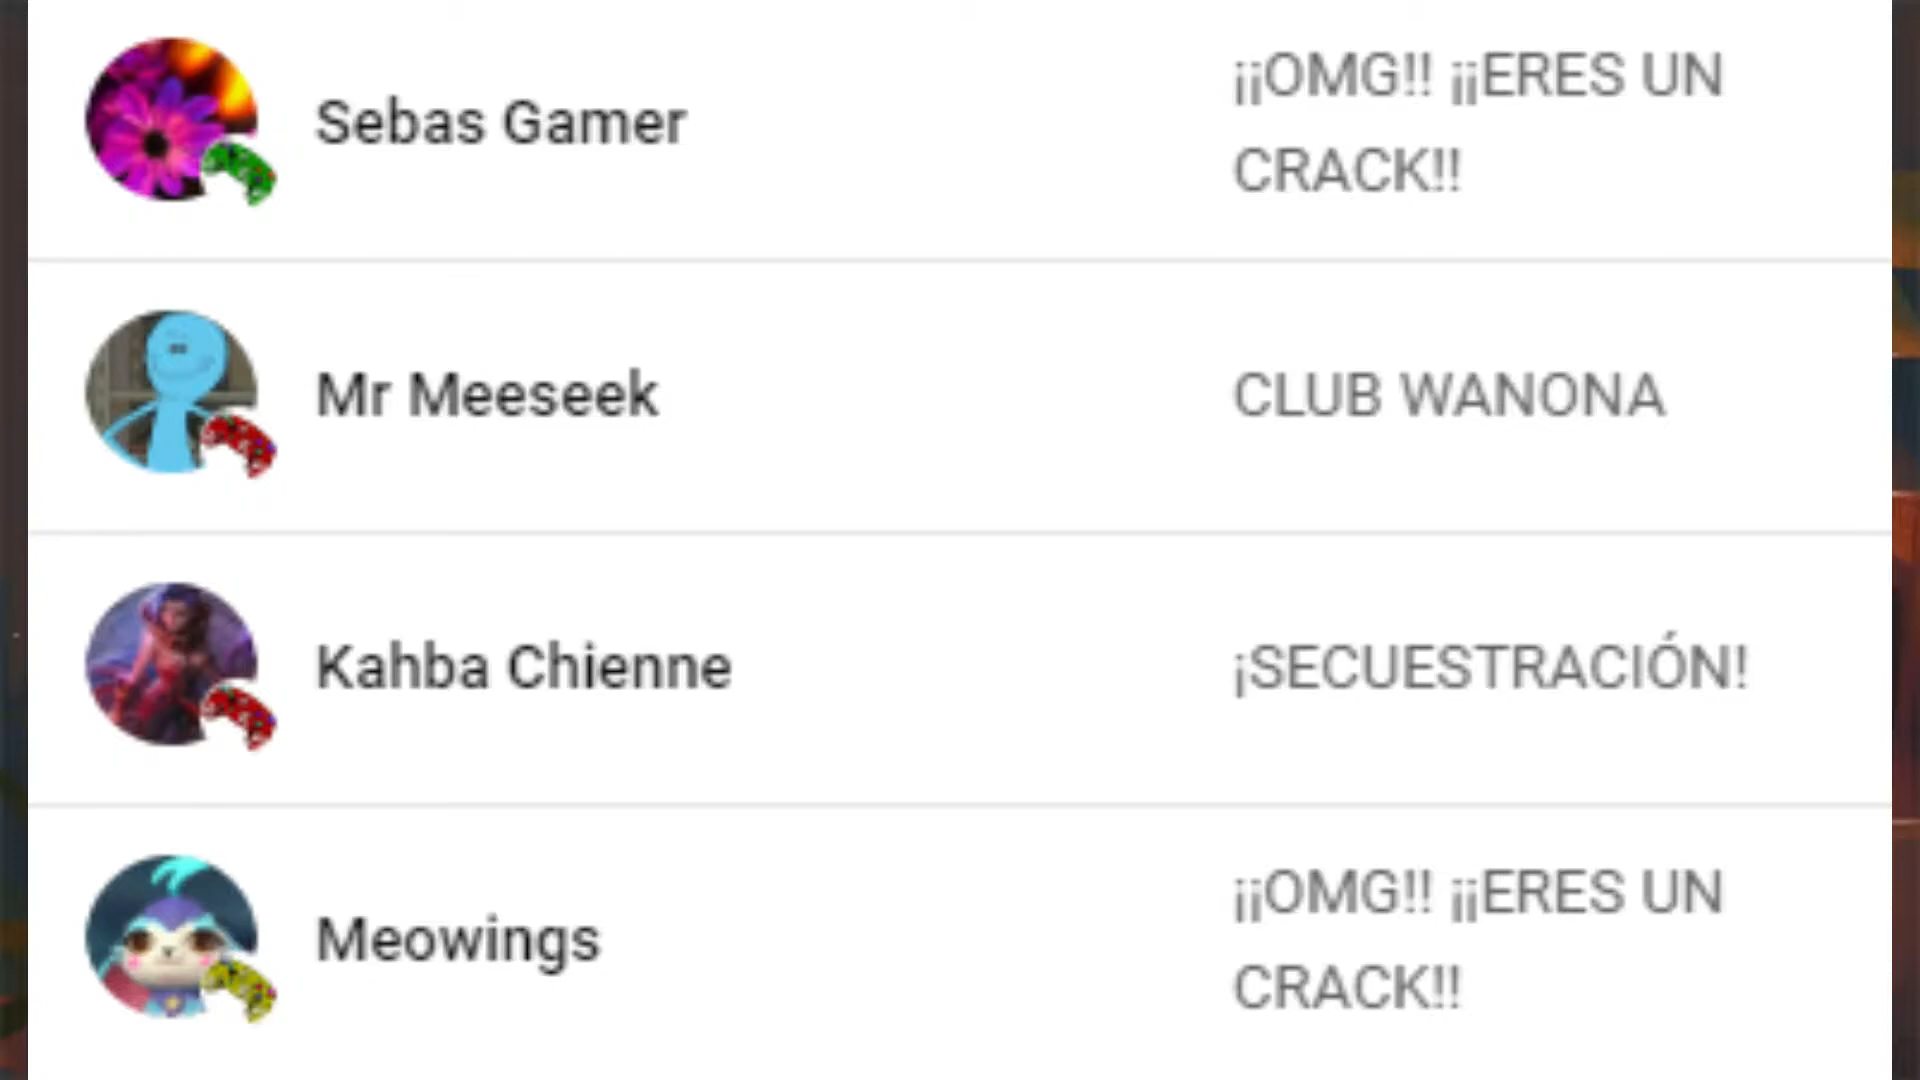 Sebas Gamer
¡¡OMG!! ¡¡ERES UN
CRACK!!
Mr Meeseek
CLUB WANONA
Kahba Chienne
¡SECUESTRACIÓN!
Meowings
¡¡OMG!! ¡¡ERES UN
CRACK!!